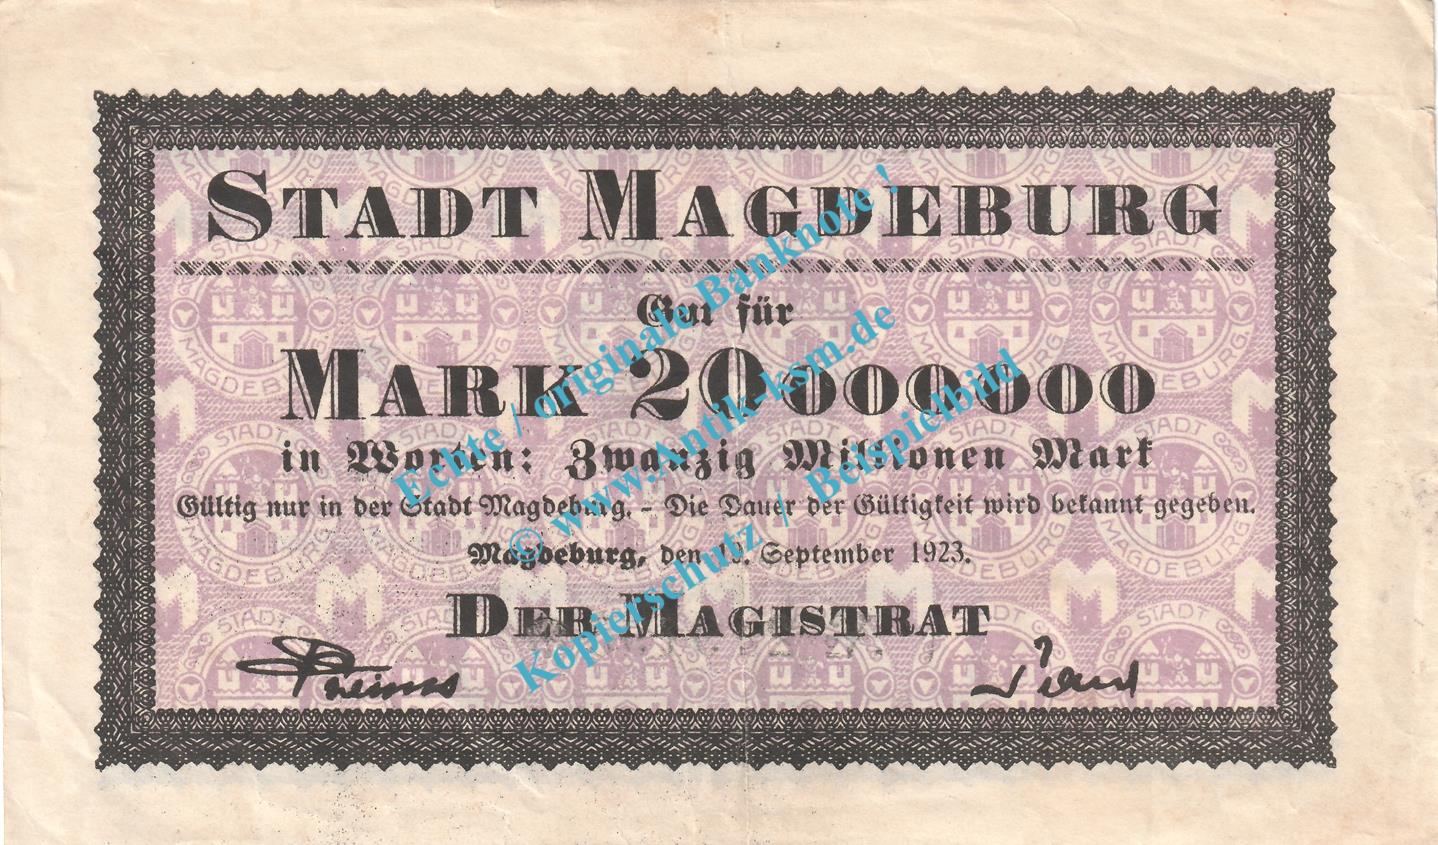 STADT MAGDEBURG
Gut für
MARK 20000000
in Worten: Zwanzig Millionen Mark
Gültig nur in der Stadt Magdeburg. – Die Dauer der Gültigkeit wird bekannt gegeben.
Magdeburg, den September 1923.
DER MAGISTRAT
Echte / originale Banknote !
© www.Antik-ksm.de
Kopierschutz / Beispielbild
STADT MAGDEBURG
M